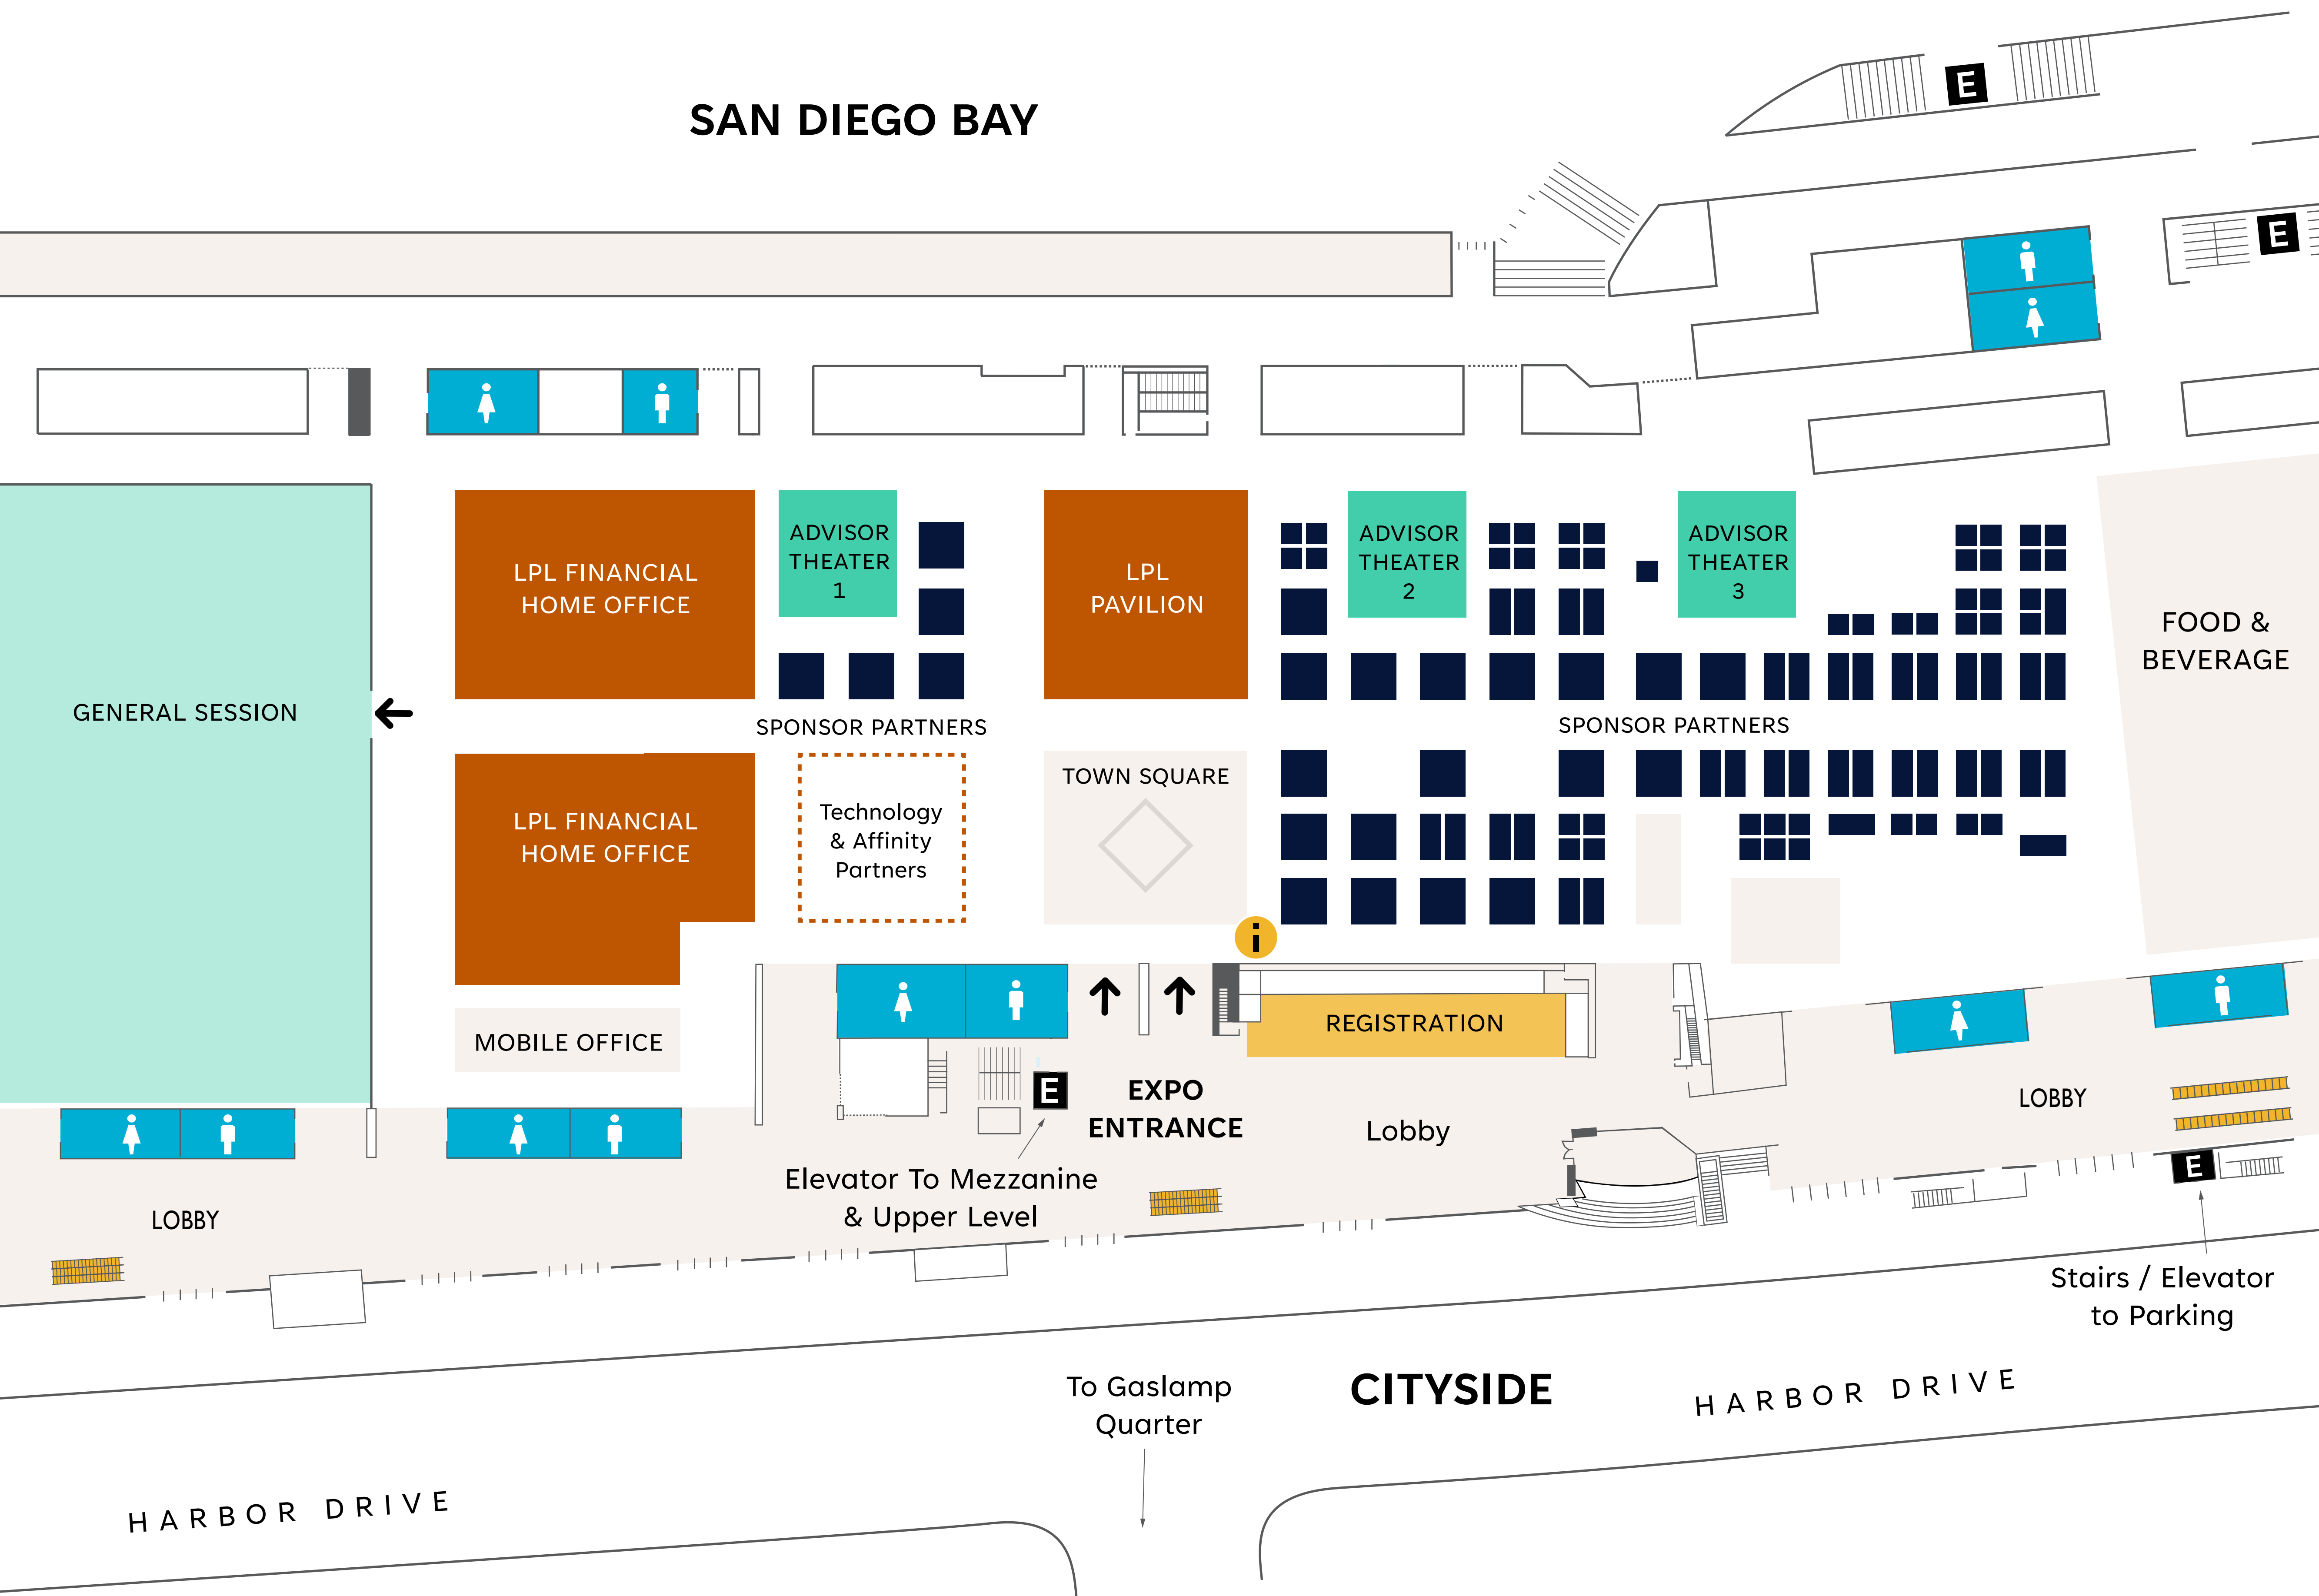 SAN DIEGO BAY
E
E
LPL FINANCIAL
HOME OFFICE
ADVISOR
THEATER
1
LPL
PAVILION
ADVISOR
THEATER
2
ADVISOR
THEATER
3
FOOD &
BEVERAGE
GENERAL SESSION
SPONSOR PARTNERS
SPONSOR PARTNERS
LPL FINANCIAL
HOME OFFICE
Technology
& Affinity
Partners
TOWN SQUARE
i
MOBILE OFFICE
REGISTRATION
E
EXPO
ENTRANCE
Lobby
LOBBY
Elevator To Mezzanine
& Upper Level
LOBBY
E
Stairs / Elevator
to Parking
To Gaslamp
Quarter
CITYSIDE
HARBOR DRIVE
HARBOR DRIVE